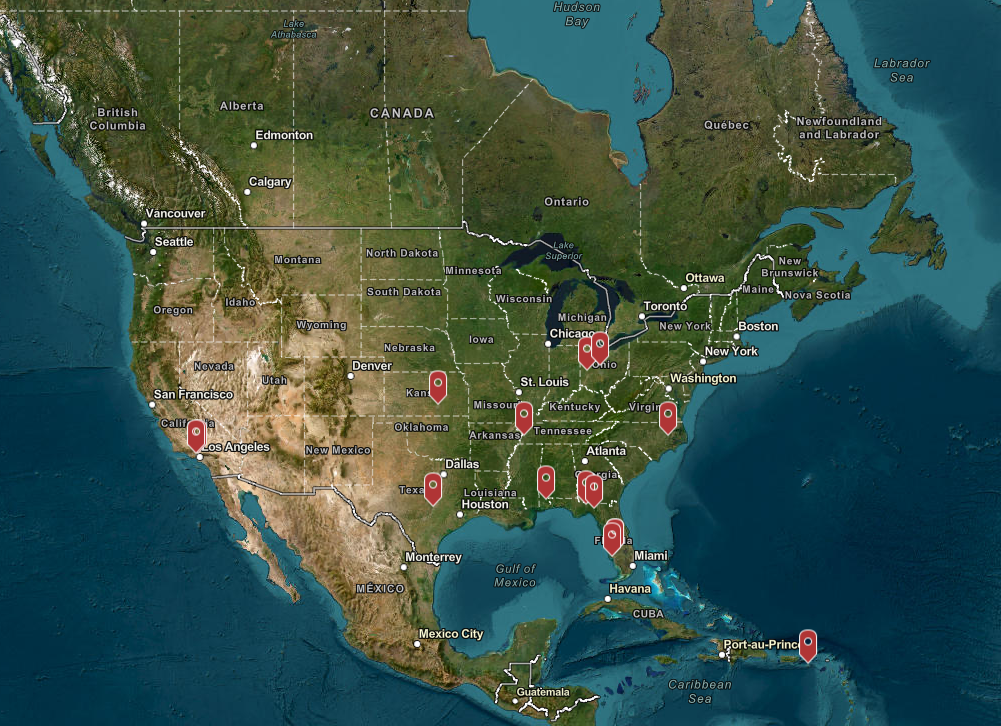 Hudson
Bay
Lake
Athabasca
Labrador
Sea
British
Columbia
Alberta
CANADA
Québec
Newfoundland
and Labrador
Edmonton
Calgary
Ontario
Vancouver
Seattle
Lake
Superior
North Dakota
Montana
Minnesota
New
Brunswick
Ottawa
Maine
Nova Scotia
South Dakota
Wisconsin
Idaho
Oregon
Toronto
Michigan
Wyoming
New York
Boston
Chicago
Iowa
Nebraska
New York
Nevada
Denver
Ohio
Utah
St. Louis
Washington
San Francisco
Kans
Missou
Kentucky
Virgin
Calif
ia
Oklahoma
Arkansas
Tennessee
Los Angeles
New Mexico
Atlanta
Dallas
G
rgia
Texa
Louisiana
Houston
F
da
Monterrey
Gulf of
Mexico
Miami
MÉXICO
Havana
CUBA
Mexico City
Port-au-Princ
Caribbean
Sea
Guatemala